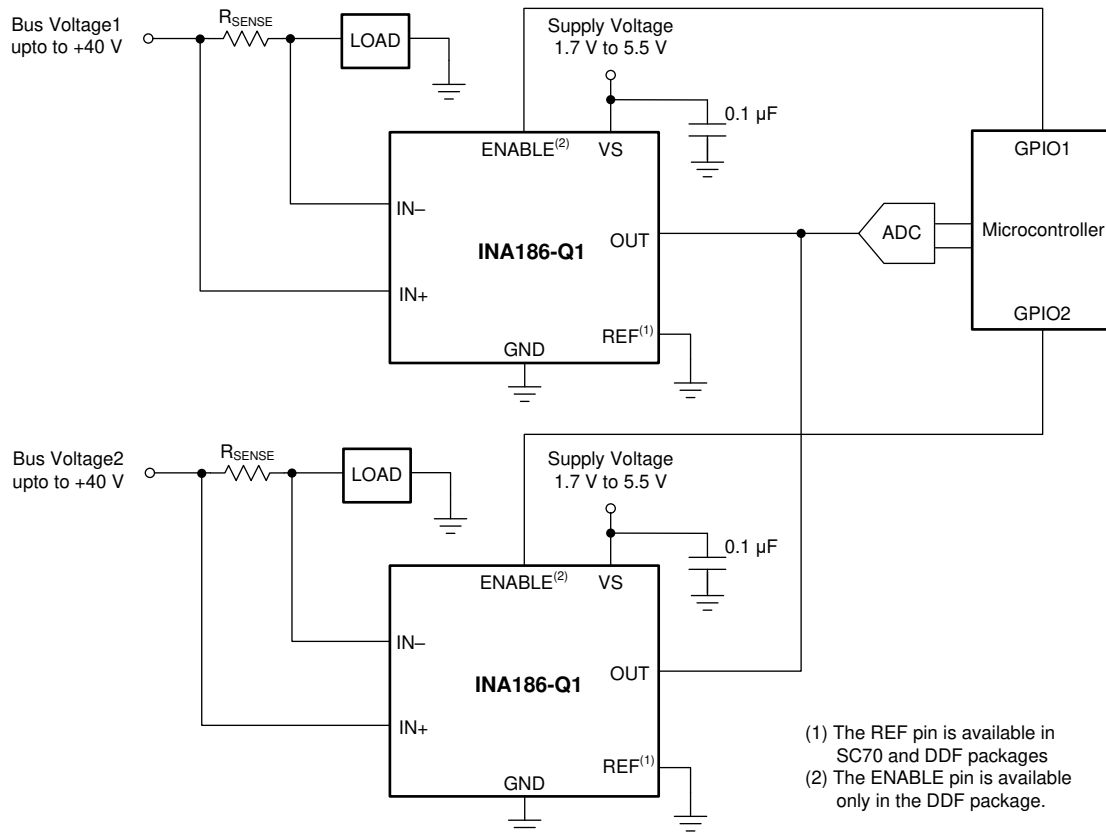 Bus Voltage1
upto to +40 V
RSENSE
LOAD
Supply Voltage
1.7 V to 5.5 V
0.1 µF
ENABLE(2)
VS
GPIO1
IN–
OUT
ADC
Microcontroller
INA186-Q1
IN+
GPIO2
REF(1)
GND
Bus Voltage2
upto to +40 V
RSENSE
LOAD
Supply Voltage
1.7 V to 5.5 V
0.1 µF
ENABLE(2)
VS
IN–
OUT
INA186-Q1
IN+
REF(1)
GND
(1) The REF pin is available in
SC70 and DDF packages
(2) The ENABLE pin is available
only in the DDF package.